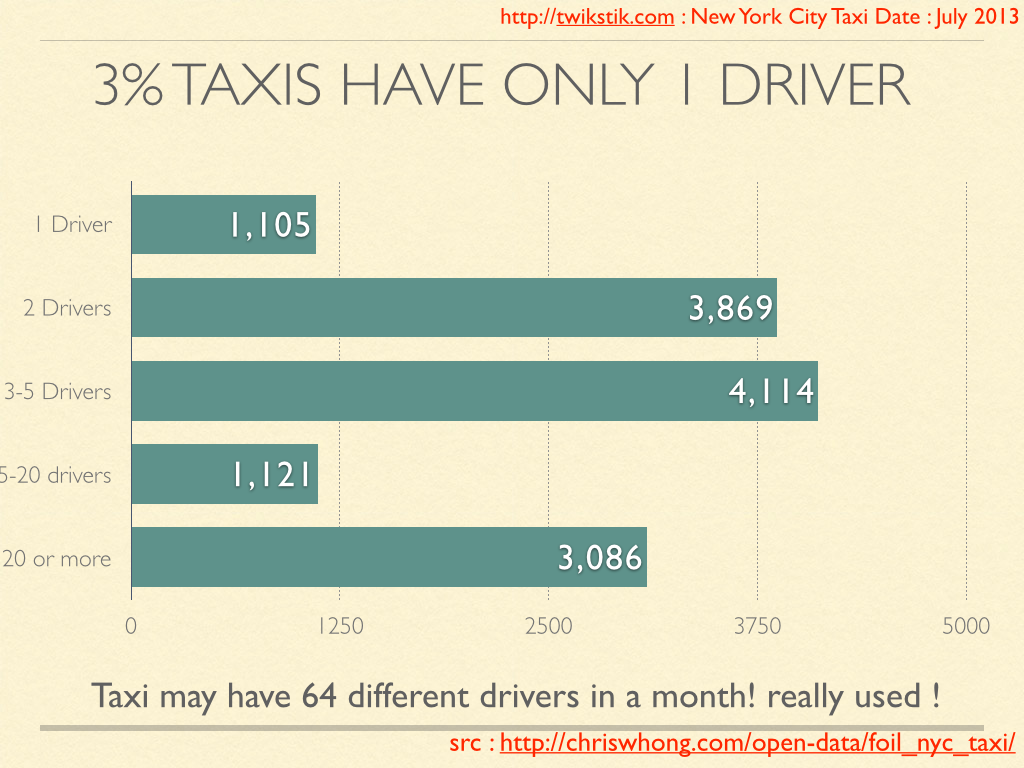 http://twikstik.com : New York City Taxi Date : July 2013
3% TAXIS HAVE ONLY 1 DRIVER
1 Driver
1,105
2 Drivers
3,869
3-5 Drivers
4,114
5-20 drivers
1,121
20 or more
3,086
0 1250 2500 3750 5000
Taxi may have 64 different drivers in a month! really used !
src : http://chriswhong.com/open-data/foil_nyc_taxi/